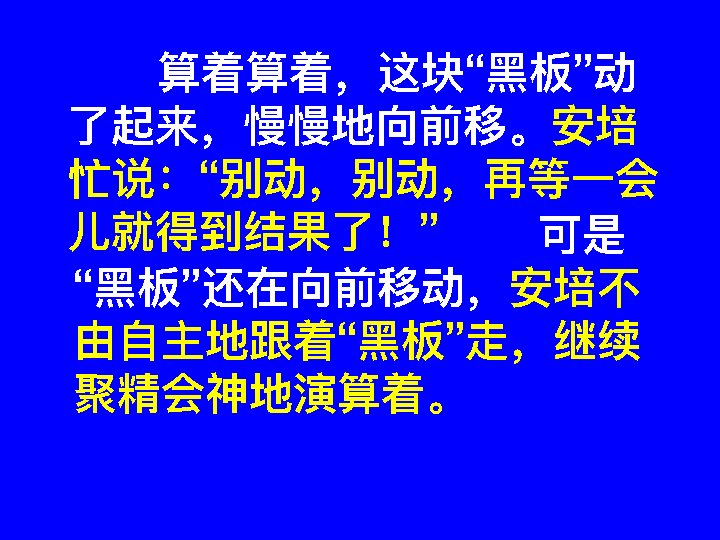 算着算着，这块“黑板”动
了起来，慢慢地向前移。安培
忙说：“别动，别动，再等一会
儿就得到结果了！” 可是
“黑板”还在向前移动，安培不
由自主地跟着“黑板”走，继续
聚精会神地演算着。